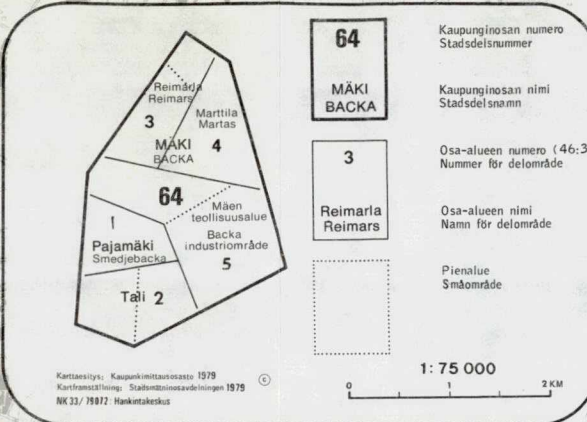 Reimarla
Reimars
3
Marttila
Martas
4
MÄKI
BACKA
64
Mäen
teollisuusalue
Backa
industriområde
5
1
Pajamäki
Smedjebacka
Tali 2
Karttaesitys: Kaupunkimittausosasto 1979
Kartframställning: Stadsmätningsavdelningen 1979
NK 33/ 79072 Hankintakeskus
©
64
MÄKI
BACKA
Kaupunginosan numero
Stadsdelsnummer
Kaupunginosan nimi
Stadsdelsnamn
3
Reimarla
Reimars
Osa-alueen numero (46:3
Nummer för delområde
Osa-alueen nimi
Namn för delområde
Pienalue
Småområde
1: 75 000
0 1 2 KM